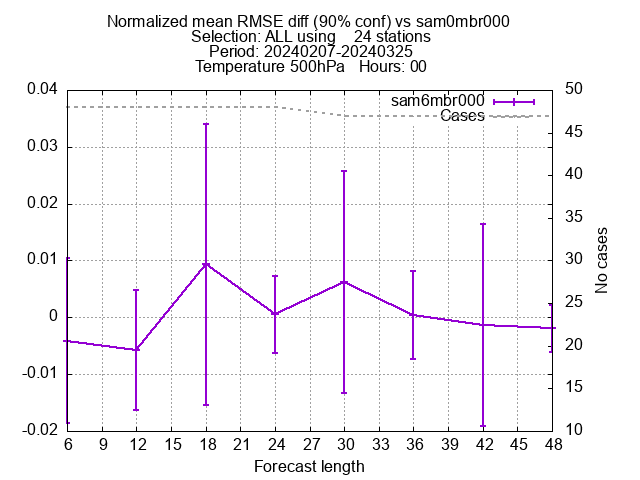 Normalized mean RMSE diff (90% conf) vs sam0mbr000
Selection: ALL using    24 stations
Period: 20240207-20240325
Temperature 500hPa   Hours: 00
0.04
0.03
0.02
0.01
0
-0.01
-0.02
sam6mbr000
Cases
50
45
40
35
30
25
20
15
10
No cases
6 9 12 15 18 21 24 27 30 33 36 39 42 45 48
Forecast length